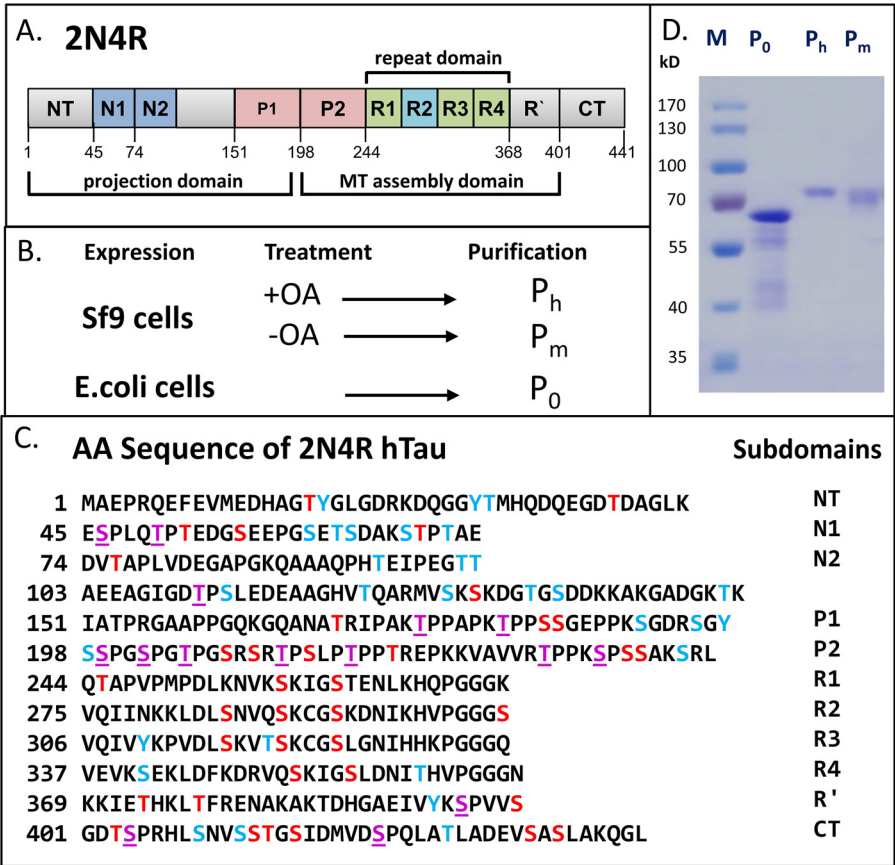 A. 2N4R
repeat domain
NT N1 N2 P1 P2 R1 R2 R3 R4 R` CT
1 45 74 151 198 244 368 401 441
projection domain MT assembly domain
B. Expression Treatment Purification
+OA Ph
Sf9 cells
-OA Pm
E.coli cells P0
D.
M P0 Ph Pm
kD
170
130
100
70
55
40
35
C. AA Sequence of 2N4R hTau Subdomains
1 MAEPRQEFEVMEDHAGTYGLGDRKDQGGYTMHQDQEGDTDAGLK NT
45 ESPLQTPTEDGSEEPGSETSDAKSTPTAE N1
74 DVTAPLVDEGAPGKQAAAQPHTEIPEGTT N2
103 AEEAGIGDTPSLEDEAAGHVTQARMVSKSKDGTGSDDKKAKGADGKTK
151 IATPRGAAPPGQKGQANATRIPAKTPPAPKTPPSSGEPPKSGDRSGY P1
198 SSPGSPGTPGSRSRTPSLPTPPTREPKKVAVVRTPPKSPSSAKSRL P2
244 QTAPVPMPDLKNVKSKIGSTENLKHQPGGGK R1
275 VQIINKKLDLSNVQSKCGSKDNIKHVPGGGS R2
306 VQIVYKPVDLSKVTSKCGSLGNIHHKPGGGQ R3
337 VEVKSEKLDFKDRVQSKIGSLDNITHVPGGGN R4
369 KKIETHKLTFRENAKAKTDHGAEIVYKSPVVS R'
401 GDTSPRHLSNVSSTGSIDMVDSPQLATLADEVSASLAKQGL CT